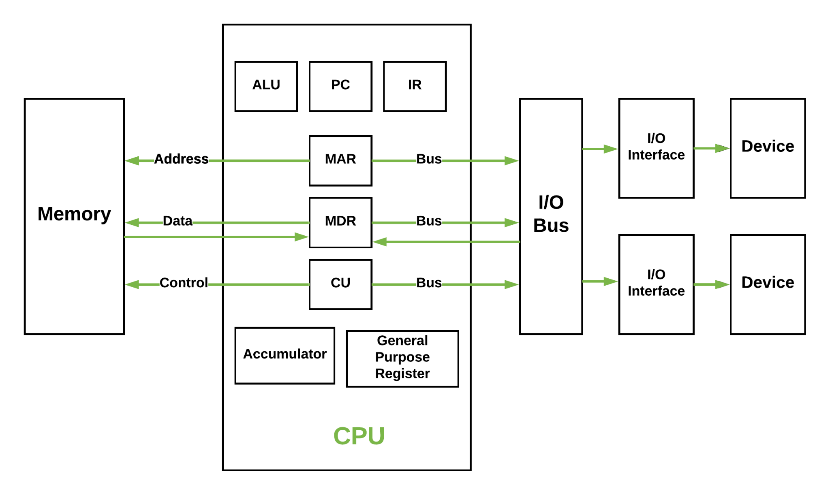 ALU
PC
IR
Address
MAR
Bus
Memory
Data
MDR
Bus
Control
CU
Bus
I/O
Bus
I/O
Interface
Device
I/O
Interface
Device
Accumulator
General
Purpose
Register
CPU